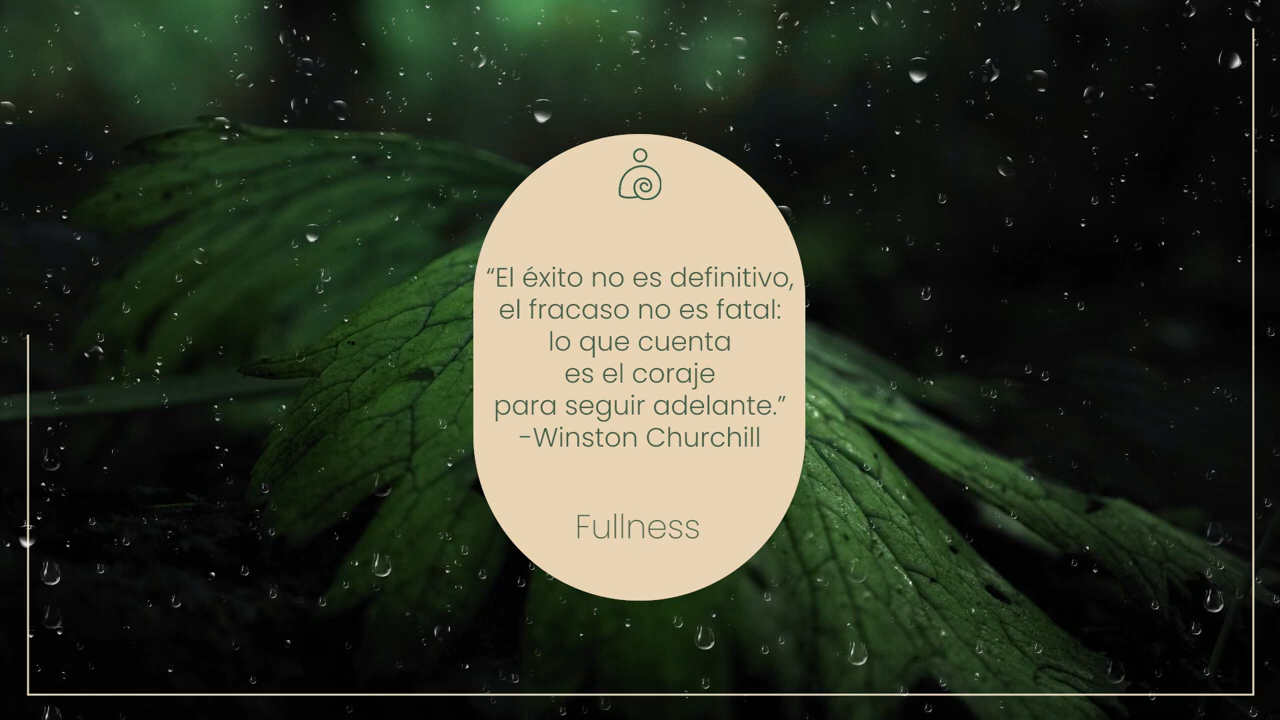 “El éxito no es definitivo,
el fracaso no es fatal:
lo que cuenta
es el coraje
para seguir adelante.”
-Winston Churchill
Fullness